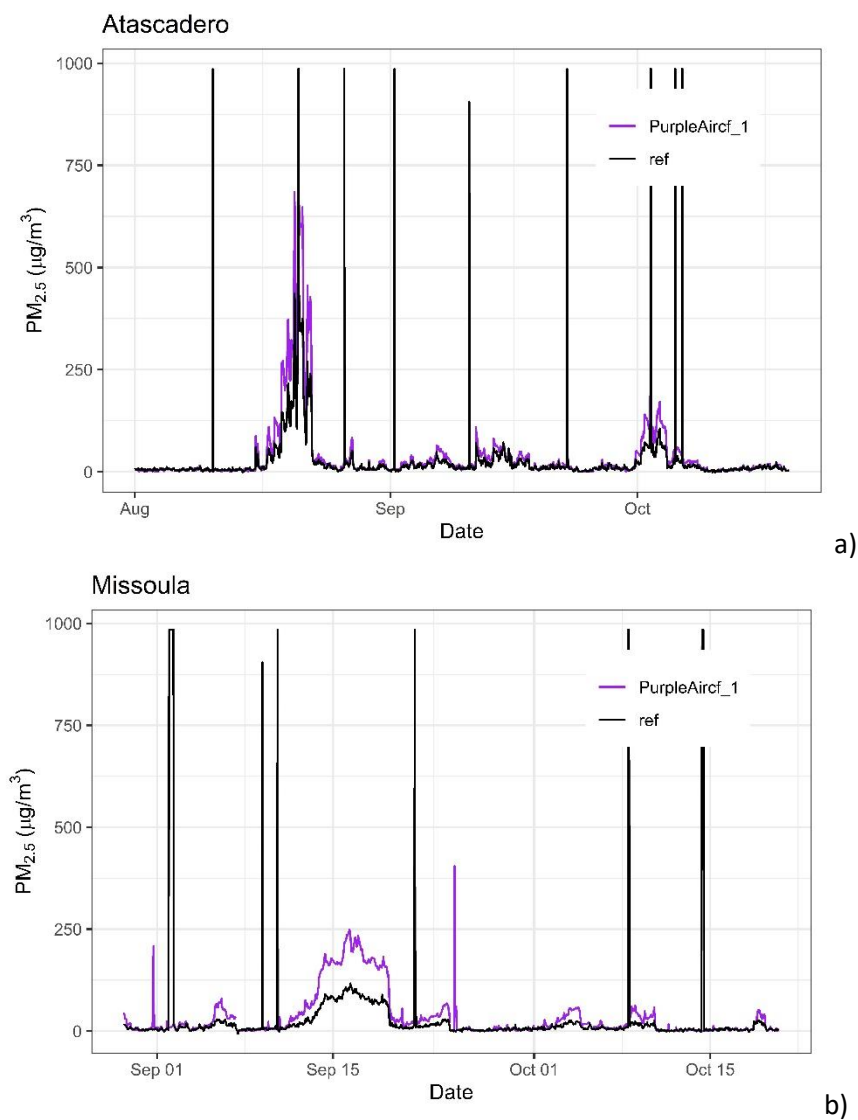 Atascadero
1000
750
500
250
0
PM2.5 (µg/m³)
PurpleAircf_1
ref
Aug
Sep
Oct
Date
a)
Missoula
1000
750
500
250
0
PM2.5 (µg/m³)
PurpleAircf_1
ref
Sep 01
Sep 15
Oct 01
Oct 15
Date
b)